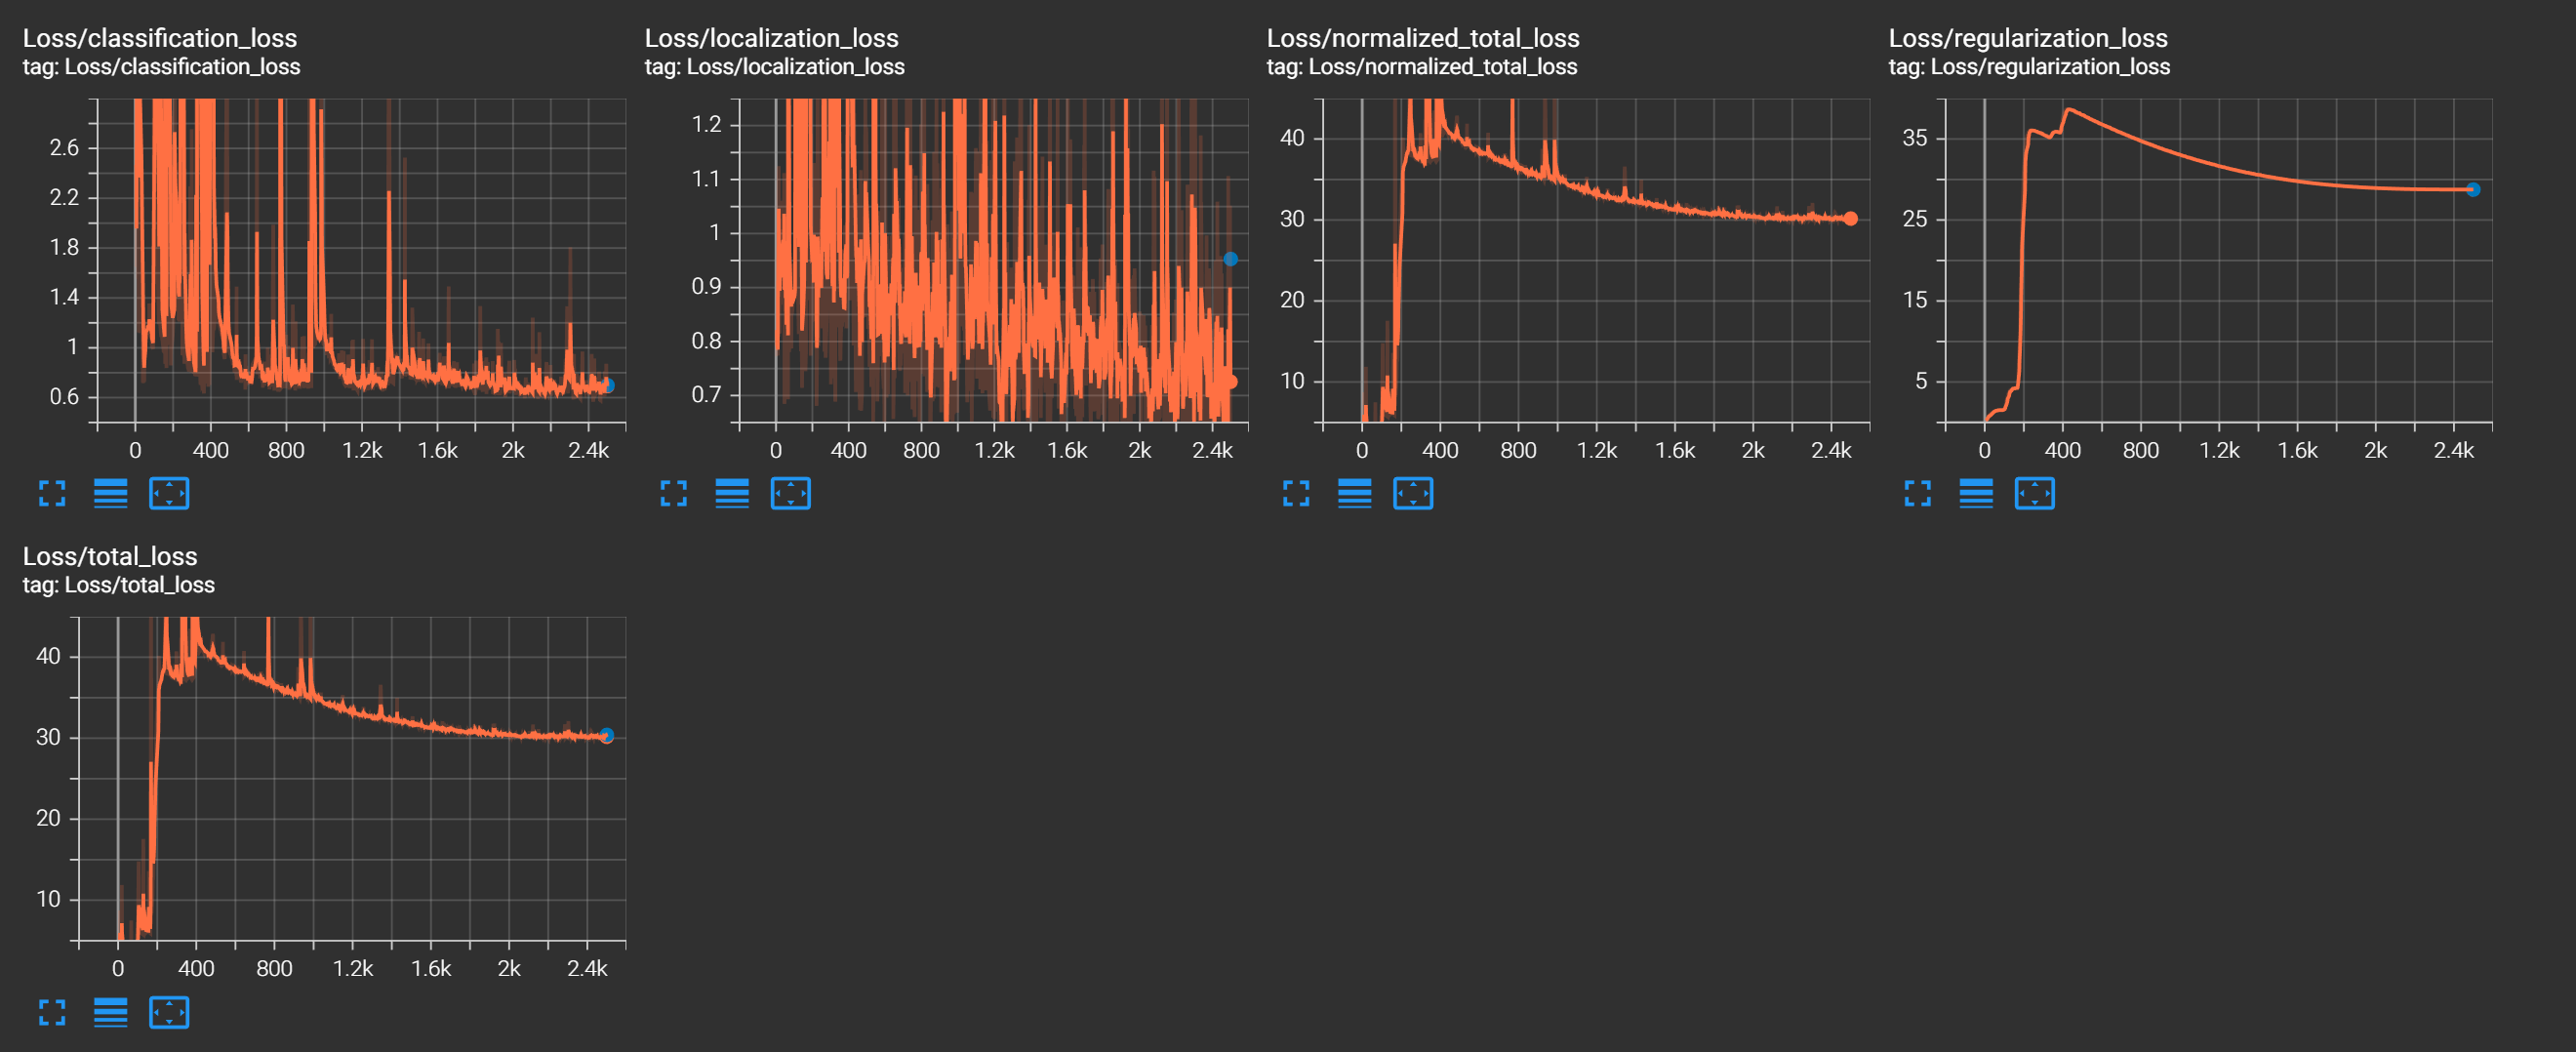 Loss/classification_loss
tag: Loss/classification_loss
2.6
2.2
1.8
1.4
1
0.6
0 400 800 1.2k 1.6k 2k 2.4k
Loss/localization_loss
tag: Loss/localization_loss
1.2
1.1
1
0.9
0.8
0.7
0 400 800 1.2k 1.6k 2k 2.4k
Loss/normalized_total_loss
tag: Loss/normalized_total_loss
40
30
20
10
0 400 800 1.2k 1.6k 2k 2.4k
Loss/regularization_loss
tag: Loss/regularization_loss
35
25
15
5
0 400 800 1.2k 1.6k 2k 2.4k
Loss/total_loss
tag: Loss/total_loss
40
30
20
10
0 400 800 1.2k 1.6k 2k 2.4k